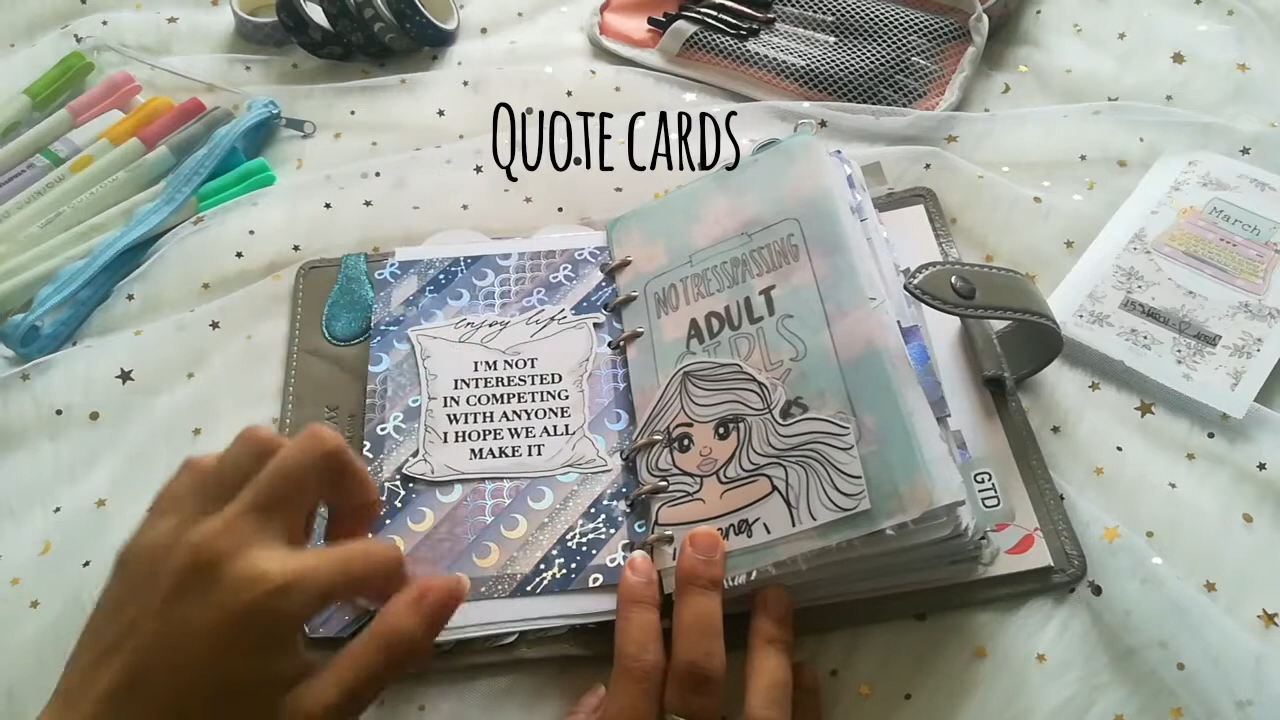 QUOTE CARDS
enjoy life
I'M NOT
INTERESTED
IN COMPETING
WITH ANYONE
I HOPE WE ALL
MAKE IT
NO TRESSPASSING
ADULT
GIRLS
GTD
March